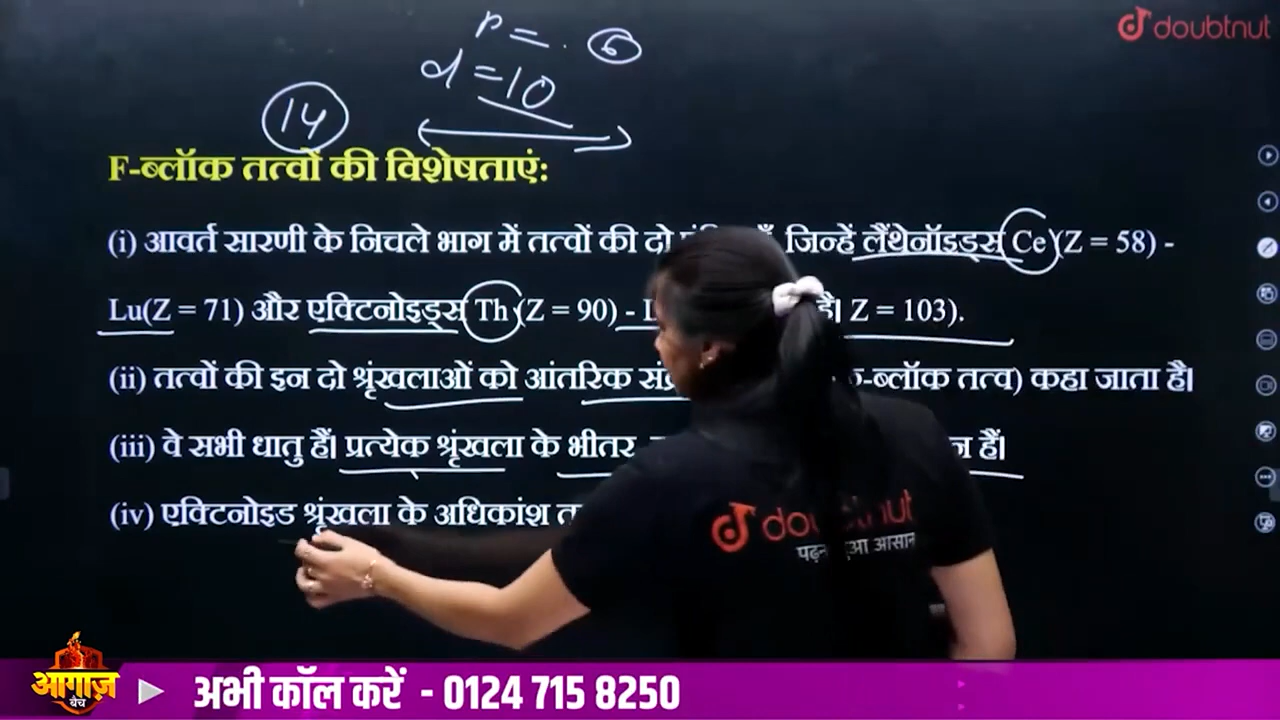 p = . 6
doubtnut
d = 10
14
F-ब्लॉक तत्वों की विशेषताएं:
(i) आवर्त सारणी के निचले भाग में तत्वों की दो जिन्हें लैंथेनॉइड्स Ce (Z = 58) -
Lu(Z = 71) और एक्टिनोइड्स Th (Z = 90) - हैं। Z = 103).
(ii) तत्वों की इन दो श्रृंखलाओं को आंतरिक -ब्लॉक तत्व) कहा जाता है।
(iii) वे सभी धातु हैं। प्रत्येक श्रृंखला के भीतर हैं।
(iv) एक्टिनोइड श्रृंखला के अधिकांश
doubtnut
पढ़ना हुआ आसान
आगाज़
बैच
अभी कॉल करें - 0124 715 8250